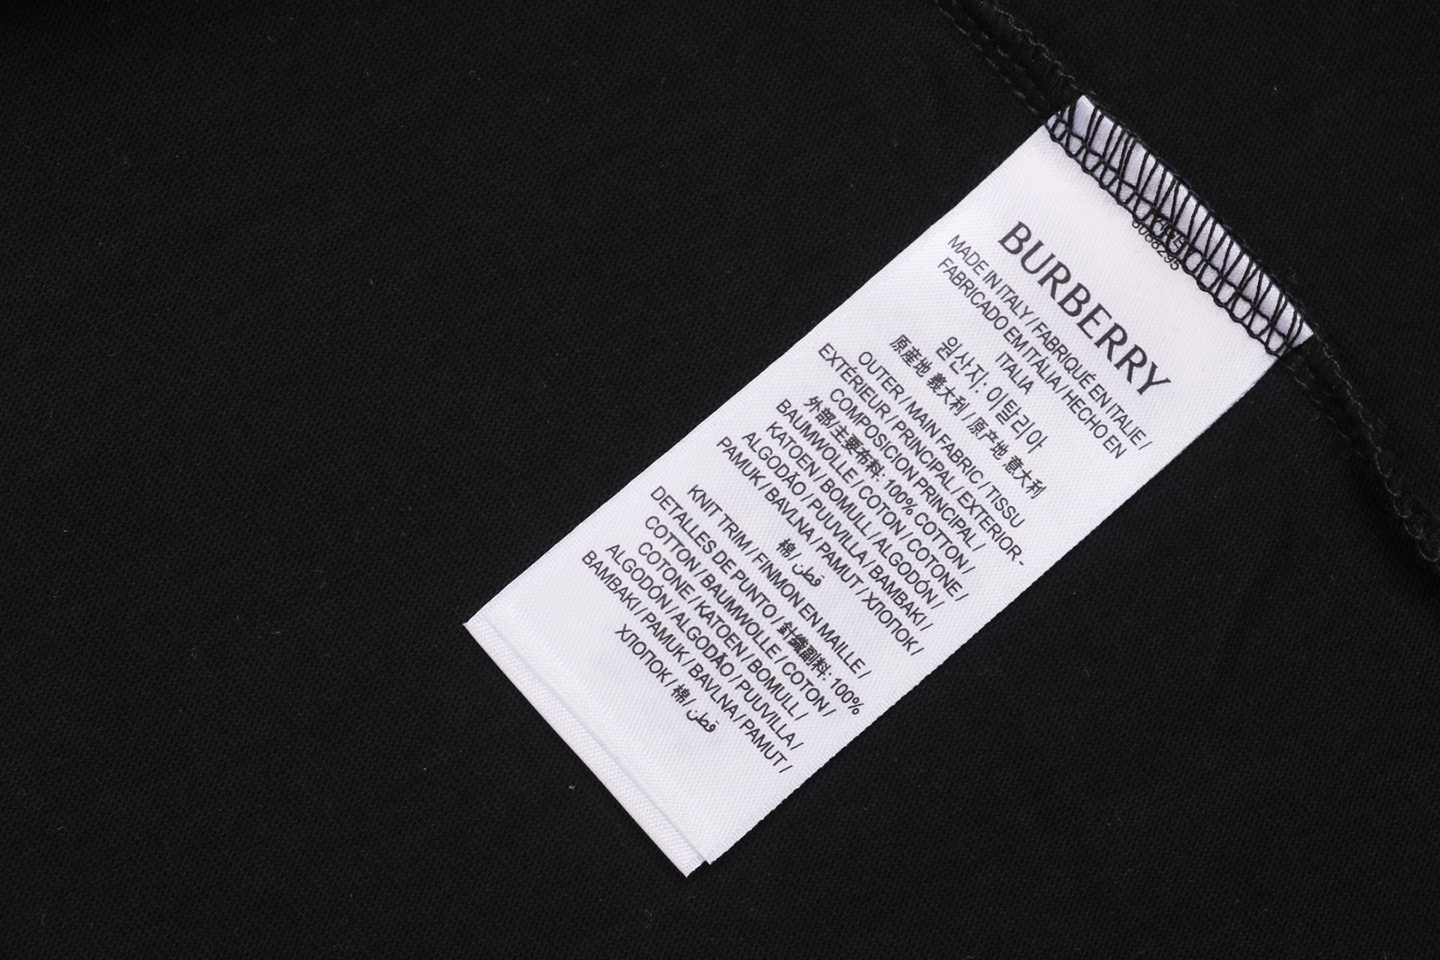 8088295
BURBERRY
MADE IN ITALY / FABRIQUÉ EN ITALIE /
FABRICADO EM ITÁLIA / HECHO EN
ITALIA
원산지: 이탈리아
原産地 義大利 / 原产地 意大利
OUTER / MAIN FABRIC / TISSU
EXTÉRIEUR / PRINCIPAL / EXTERIOR -
COMPOSICION PRINCIPAL /
外部/主要布料: 100% COTTON /
BAUMWOLLE / COTON / COTONE /
KATOEN / BOMULL / ALGODÓN /
ALGODÃO / PUUVILLA / BAMBAKI /
PAMUK / BAVLNA / PAMUT / ХЛОПОК /
棉/ قطن
KNIT TRIM / FINMON EN MAILLE /
DETALLES DE PUNTO / 針織副料: 100%
COTTON / BAUMWOLLE / COTON /
COTONE / KATOEN / BOMULL /
ALGODÓN / ALGODÃO / PUUVILLA /
BAMBAKI / PAMUK / BAVLNA / PAMUT /
ХЛОПОК / 棉/ قطن